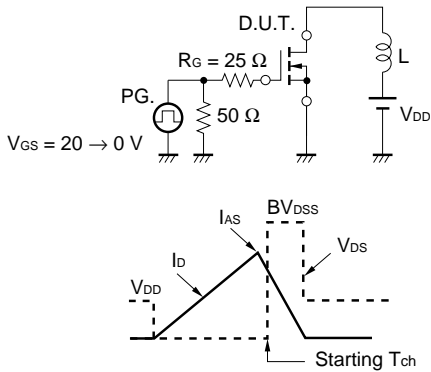 D.U.T.
RG = 25 Ω
L
PG.
50 Ω
VDD
VGS = 20 → 0 V
BVDSS
IAS
ID
VDS
VDD
Starting Tch